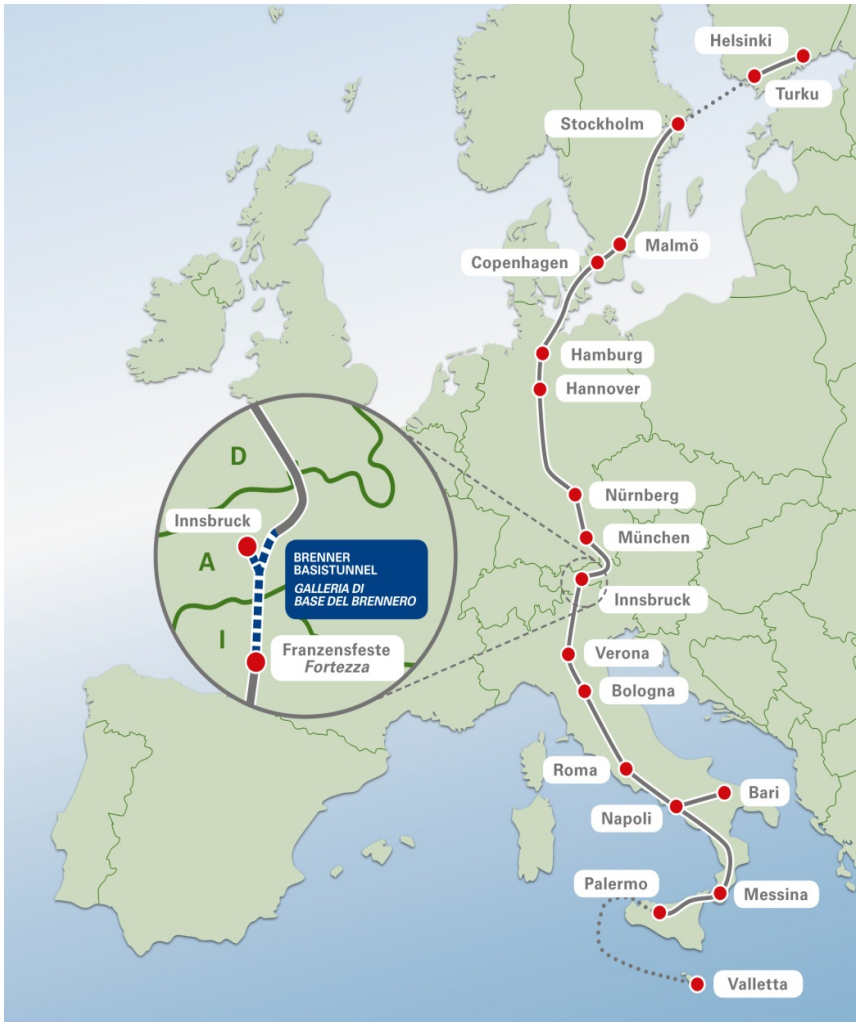 Helsinki
Turku
Stockholm
Malmö
Copenhagen
Hamburg
Hannover
D
Nürnberg
Innsbruck
München
A
BRENNER
BASISTUNNEL
GALLERIA DI
BASE DEL BRENNERO
Innsbruck
I
Franzensfeste
Fortezza
Verona
Bologna
Roma
Bari
Napoli
Palermo
Messina
Valletta